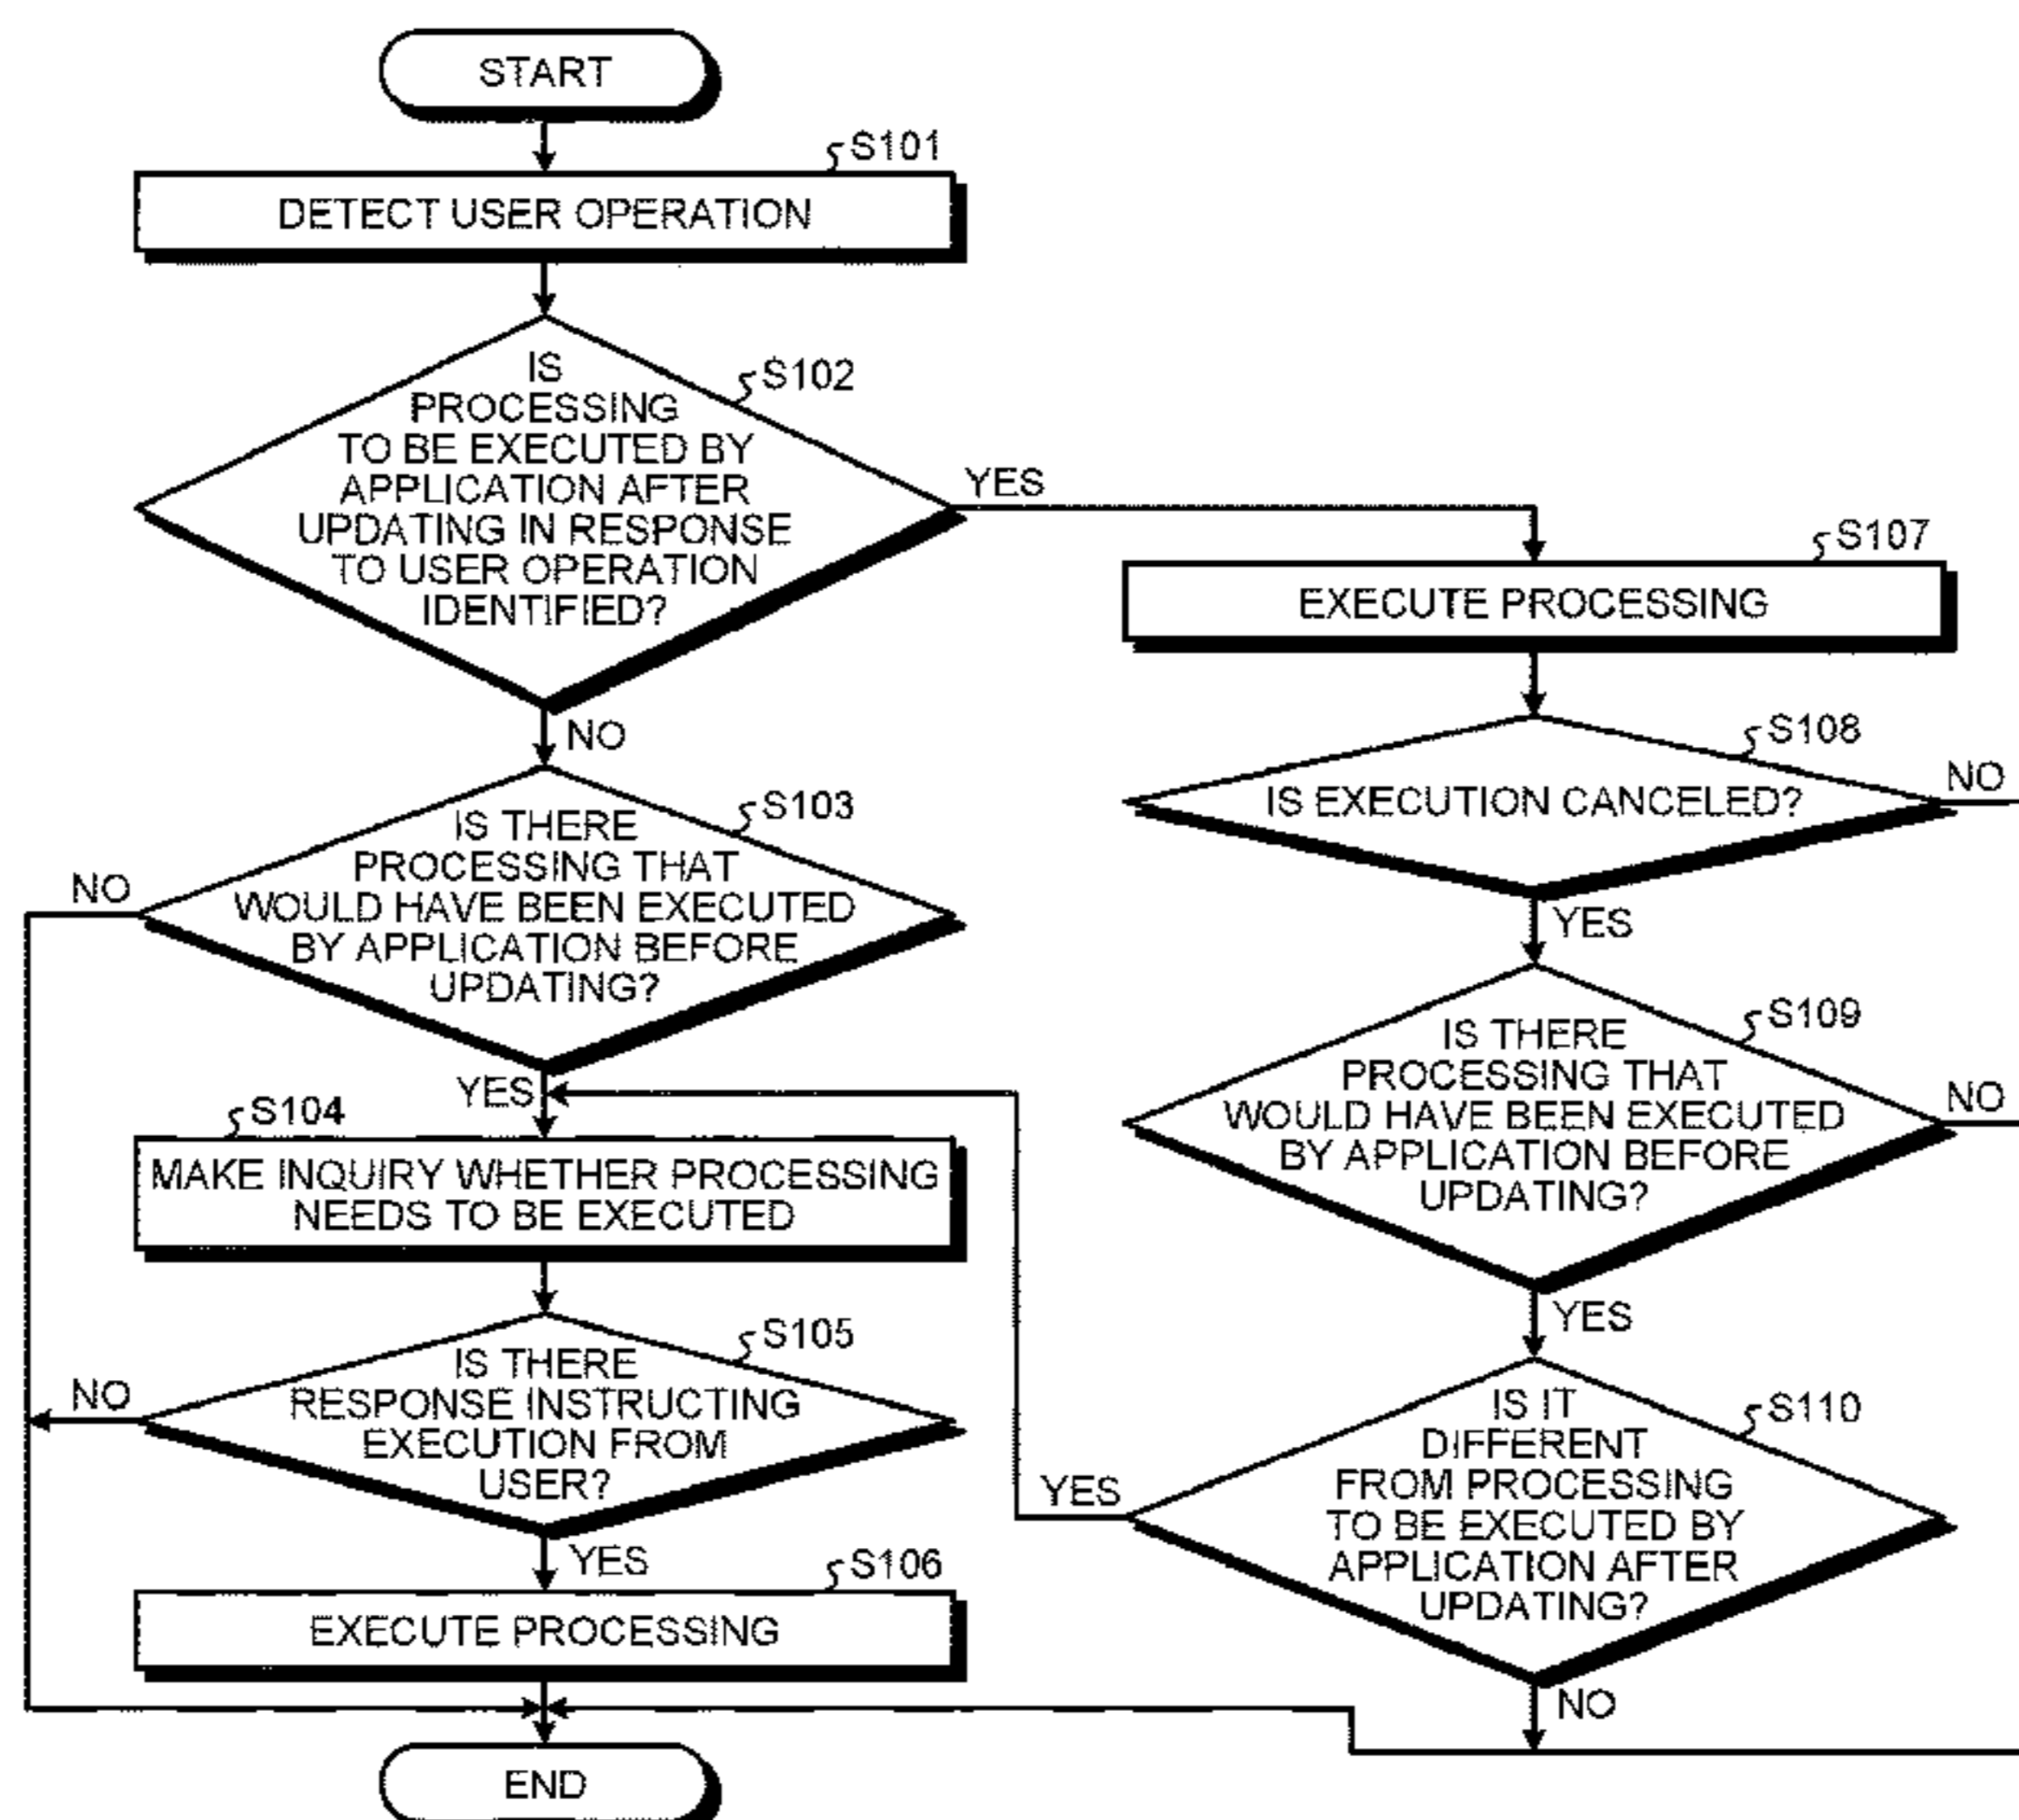 START
S101
DETECT USER OPERATION
S102
IS
PROCESSING
TO BE EXECUTED BY
APPLICATION AFTER
UPDATING IN RESPONSE
TO USER OPERATION
IDENTIFIED?
YES
NO
S103
IS THERE
PROCESSING THAT
WOULD HAVE BEEN EXECUTED
BY APPLICATION BEFORE
UPDATING?
NO
YES
S104
MAKE INQUIRY WHETHER PROCESSING
NEEDS TO BE EXECUTED
S105
IS THERE
RESPONSE INSTRUCTING
EXECUTION FROM
USER?
NO
YES
S106
EXECUTE PROCESSING
END
S107
EXECUTE PROCESSING
S108
IS EXECUTION CANCELED?
NO
YES
S109
IS THERE
PROCESSING THAT
WOULD HAVE BEEN EXECUTED
BY APPLICATION BEFORE
UPDATING?
NO
YES
S110
IS IT
DIFFERENT
FROM PROCESSING
TO BE EXECUTED BY
APPLICATION AFTER
UPDATING?
YES
NO